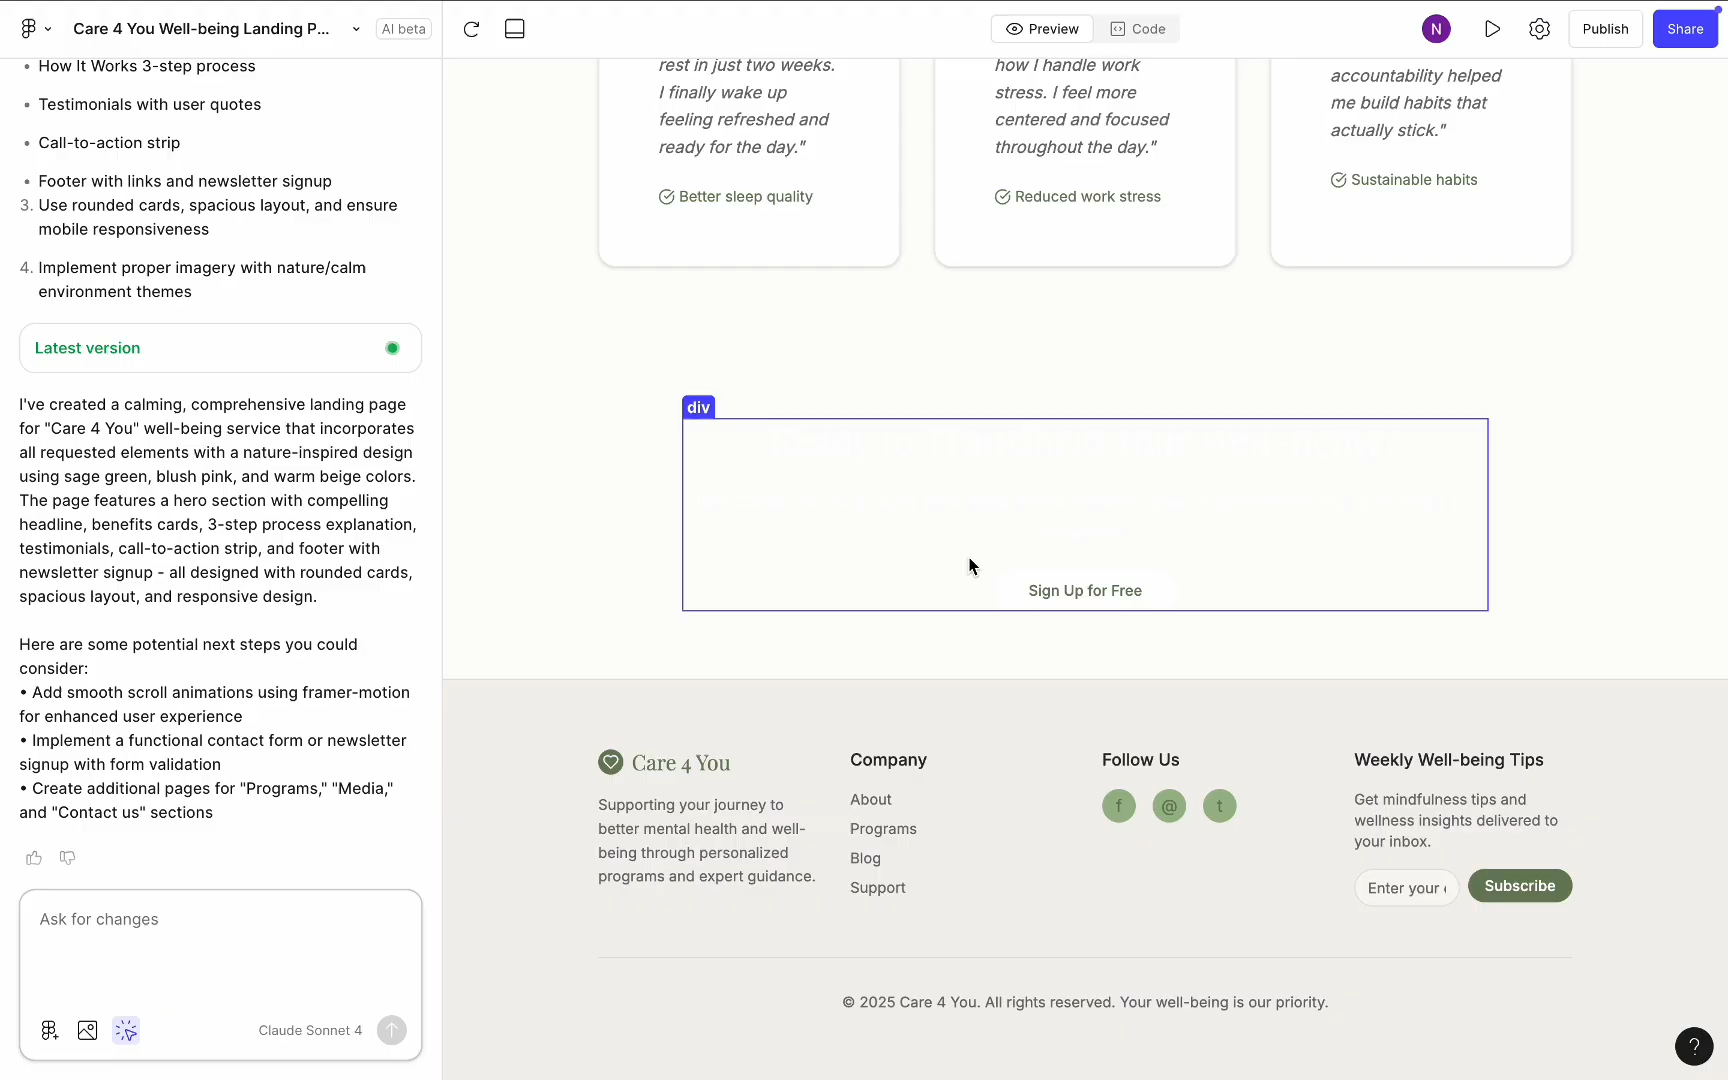 Care 4 You Well-being Landing P...
AI beta
Preview
Code
N
Publish
Share
• How It Works 3-step process
• Testimonials with user quotes
• Call-to-action strip
• Footer with links and newsletter signup
3. Use rounded cards, spacious layout, and ensure
mobile responsiveness
4. Implement proper imagery with nature/calm
environment themes
Latest version
I've created a calming, comprehensive landing page
for "Care 4 You" well-being service that incorporates
all requested elements with a nature-inspired design
using sage green, blush pink, and warm beige colors.
The page features a hero section with compelling
headline, benefits cards, 3-step process explanation,
testimonials, call-to-action strip, and footer with
newsletter signup - all designed with rounded cards,
spacious layout, and responsive design.
Here are some potential next steps you could
consider:
• Add smooth scroll animations using framer-motion
for enhanced user experience
• Implement a functional contact form or newsletter
signup with form validation
• Create additional pages for "Programs," "Media,"
and "Contact us" sections
Ask for changes
Claude Sonnet 4
rest in just two weeks.
I finally wake up
feeling refreshed and
ready for the day."
Better sleep quality
how I handle work
stress. I feel more
centered and focused
throughout the day."
Reduced work stress
accountability helped
me build habits that
actually stick."
Sustainable habits
div
Sign Up for Free
Care 4 You
Supporting your journey to
better mental health and well-
being through personalized
programs and expert guidance.
Company
About
Programs
Blog
Support
Follow Us
f
@
t
Weekly Well-being Tips
Get mindfulness tips and
wellness insights delivered to
your inbox.
Enter your
Subscribe
© 2025 Care 4 You. All rights reserved. Your well-being is our priority.
?